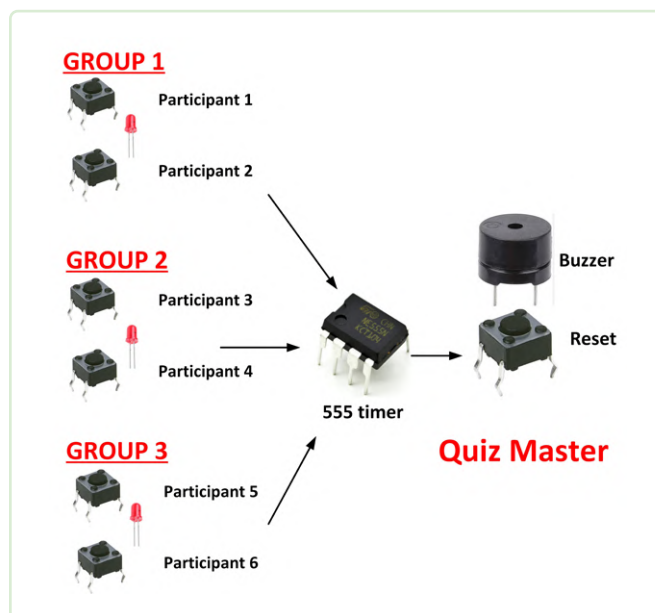 GROUP 1
Participant 1
Participant 2
GROUP 2
Participant 3
Participant 4
GROUP 3
Participant 5
Participant 6
555 timer
Buzzer
Reset
Quiz Master